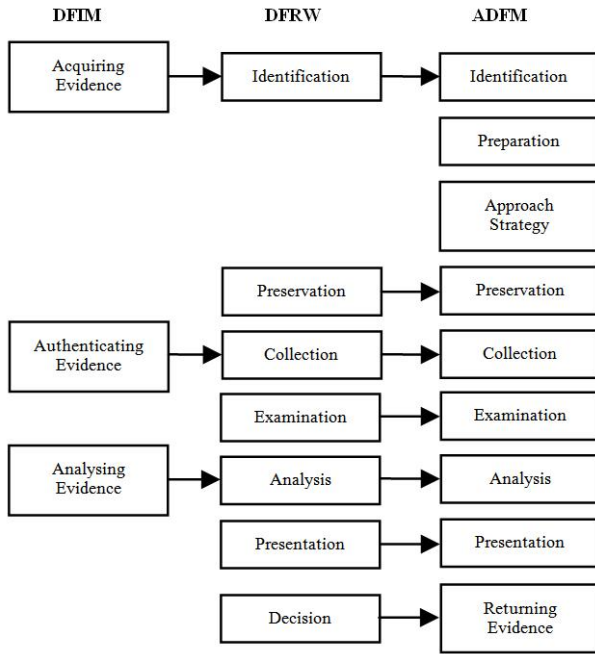 DFIM DFRW ADFM
Acquiring
Evidence
Identification
Identification
Preparation
Approach
Strategy
Preservation
Preservation
Authenticating
Evidence
Collection
Collection
Examination
Examination
Analysing
Evidence
Analysis
Analysis
Presentation
Presentation
Decision
Returning
Evidence